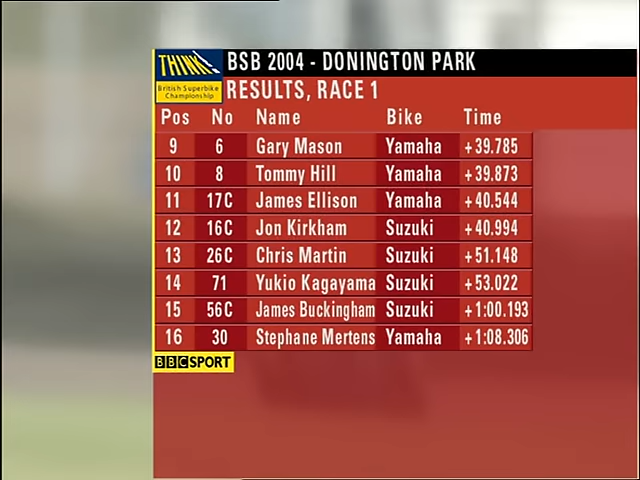 THINK!
British Superbike
Championship
BSB 2004 - DONINGTON PARK
RESULTS, RACE 1
Pos No Name Bike Time
9 6 Gary Mason Yamaha +39.785
10 8 Tommy Hill Yamaha +39.873
11 17C James Ellison Yamaha +40.544
12 16C Jon Kirkham Suzuki +40.994
13 26C Chris Martin Suzuki +51.148
14 71 Yukio Kagayama Suzuki +53.022
15 56C James Buckingham Suzuki +1:00.193
16 30 Stephane Mertens Yamaha +1:08.306
BBC SPORT